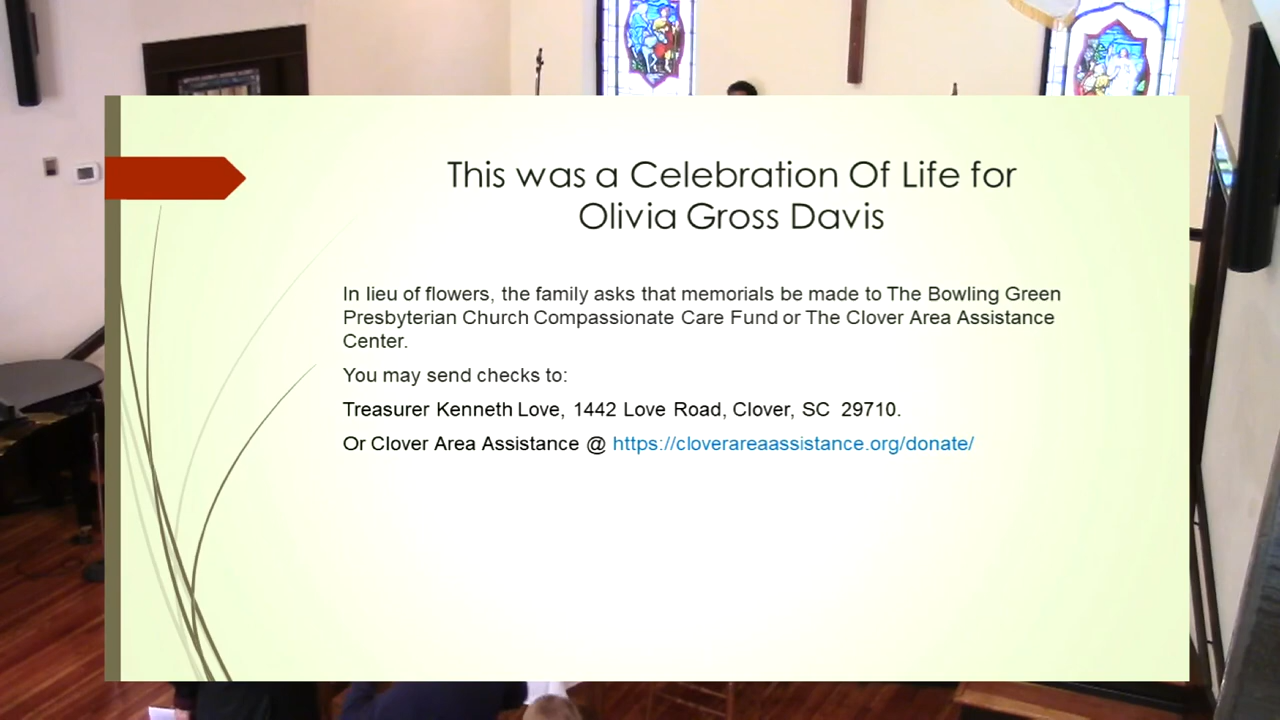 This was a Celebration Of Life for
Olivia Gross Davis
In lieu of flowers, the family asks that memorials be made to The Bowling Green
Presbyterian Church Compassionate Care Fund or The Clover Area Assistance
Center.
You may send checks to:
Treasurer Kenneth Love, 1442 Love Road, Clover, SC  29710.
Or Clover Area Assistance @ https://cloverareaassistance.org/donate/